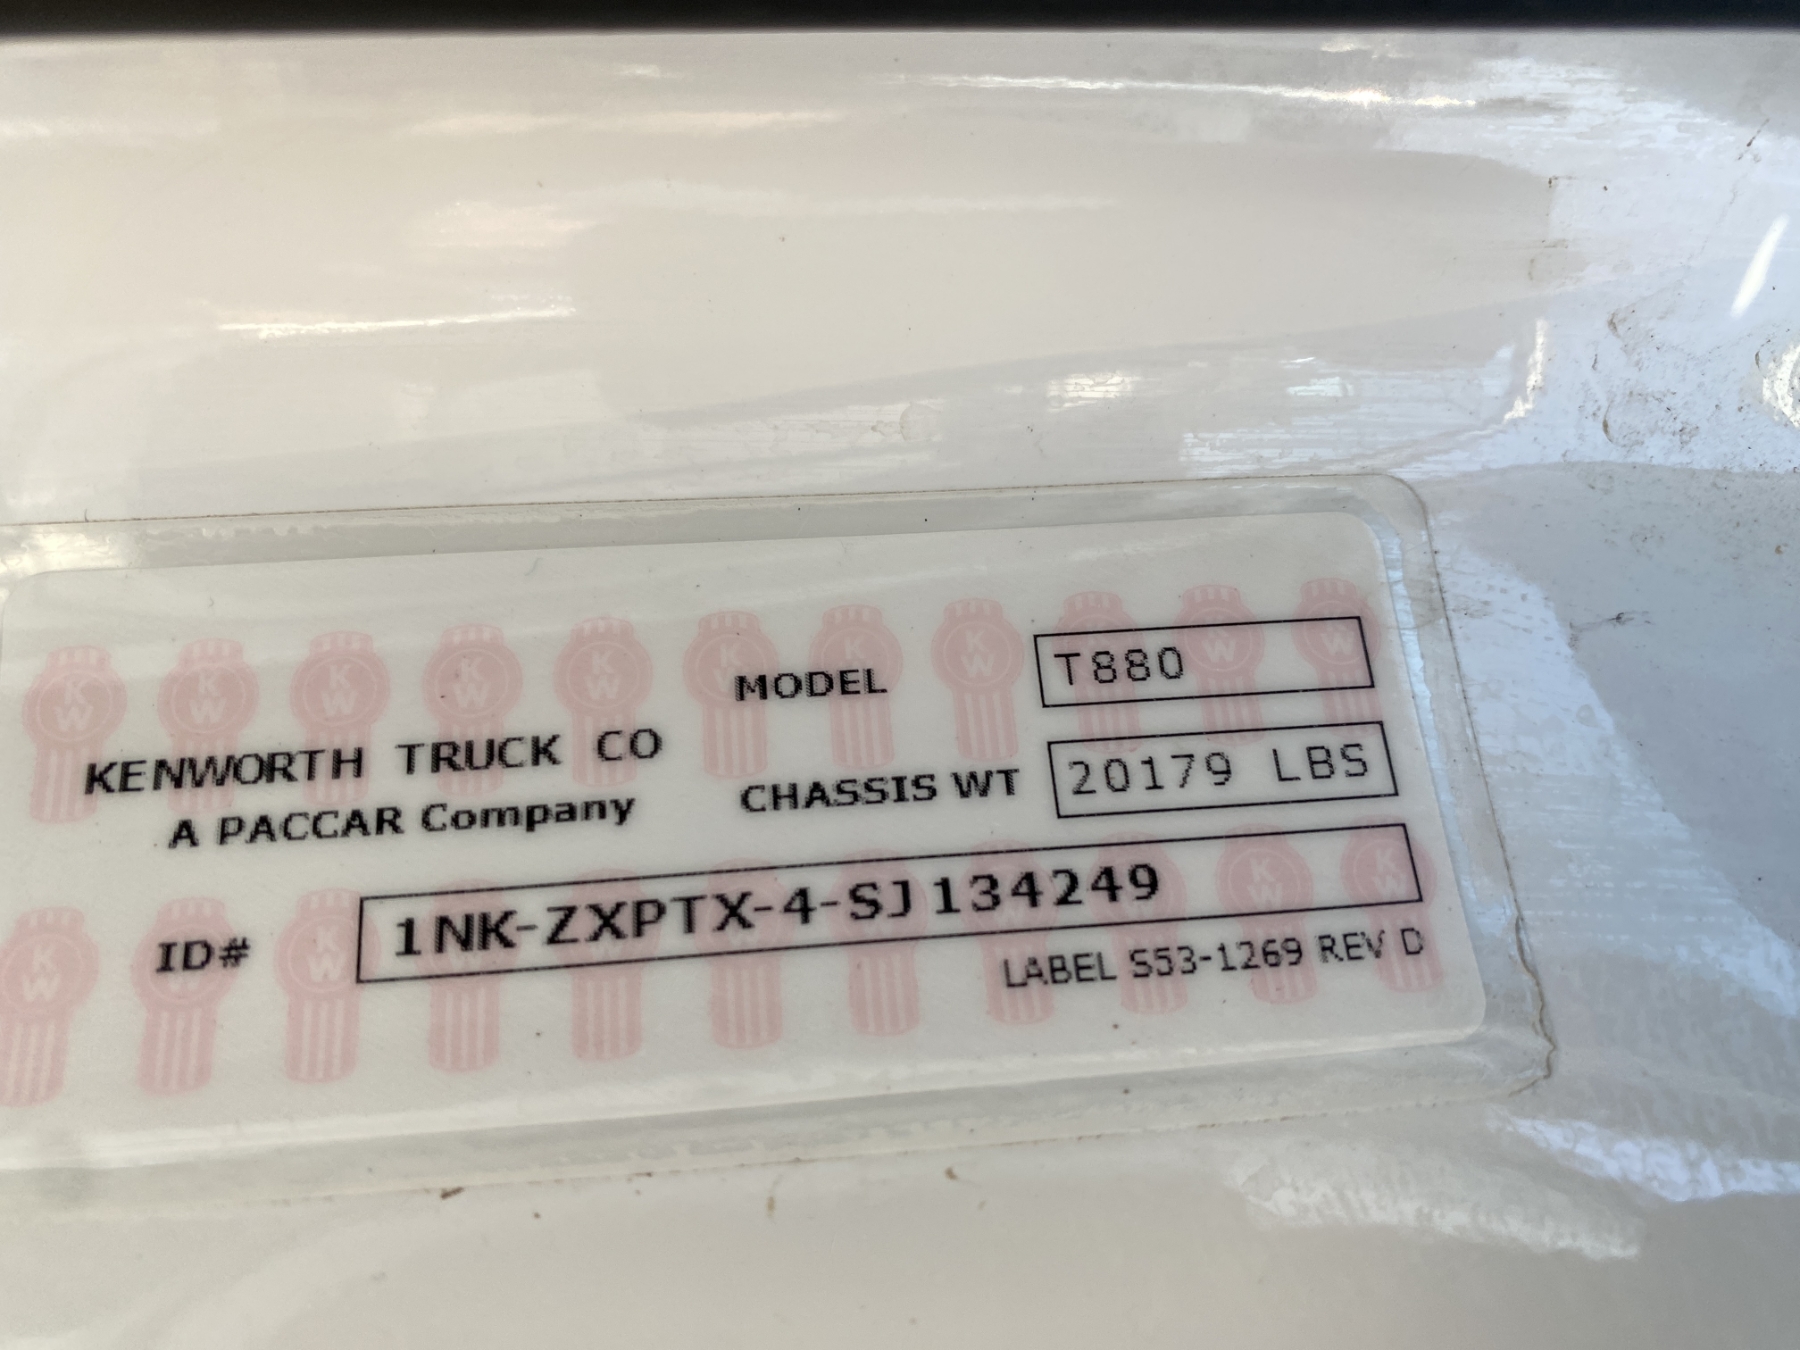 MODEL T880
KENWORTH TRUCK CO
CHASSIS WT 20179 LBS
A PACCAR Company
ID# 1NK-ZXPTX-4-SJ134249
LABEL S53-1269 REV D